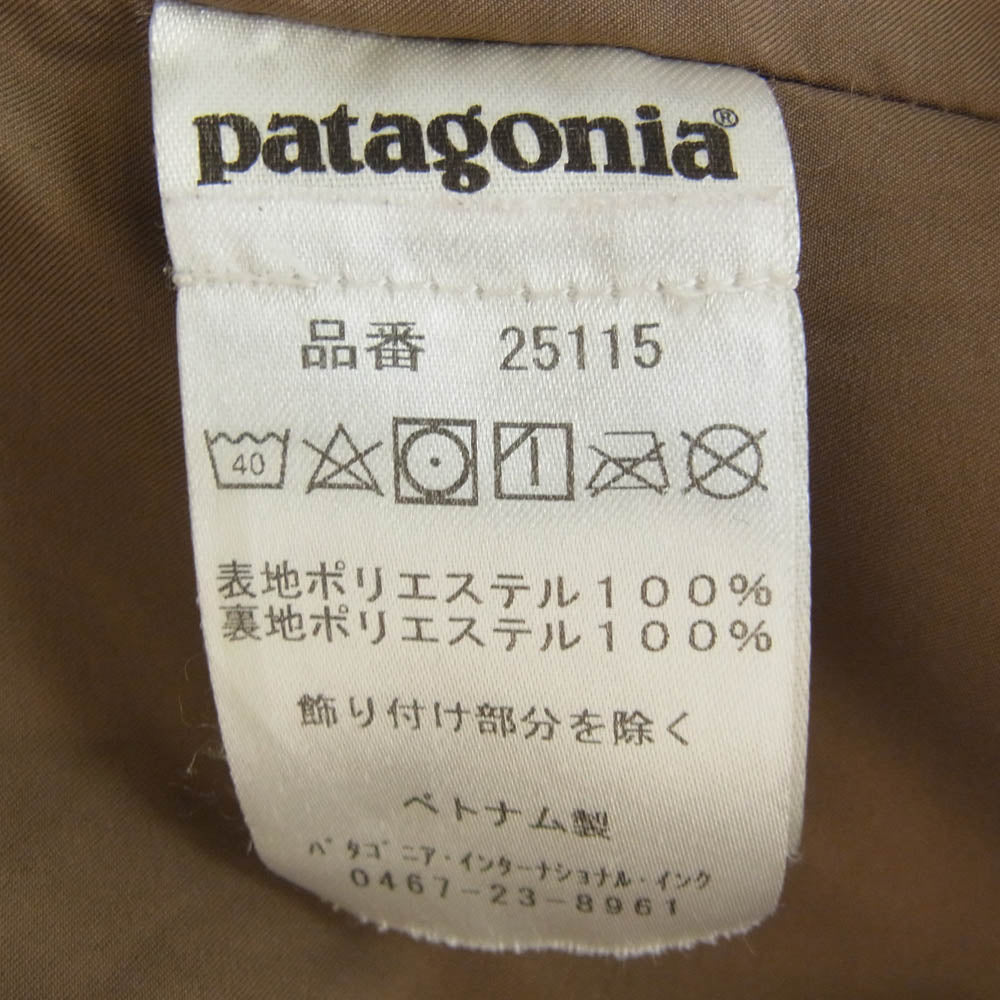 patagonia®
品番 25115
40
表地ポリエステル１００％
裏地ポリエステル１００％
飾り付け部分を除く
ベトナム製
ﾊﾟﾀｺﾞﾆｱ･ｲﾝﾀｰﾅｼｮﾅﾙ･ｲﾝｸ
0467-23-8961